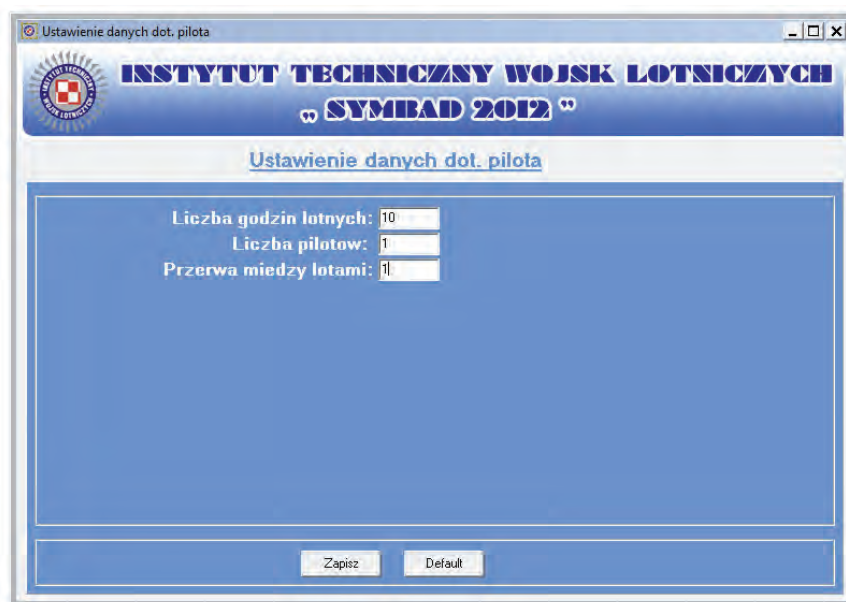 Ustawienie danych dot. pilota
INSTYTUT TECHNICZNY WOJSK LOTNICZYCH
„ SYMBAD 2012 ”
Ustawienie danych dot. pilota
Liczba godzin lotnych: 10
Liczba pilotow: 1
Przerwa miedzy lotami: 1
Zapisz Default